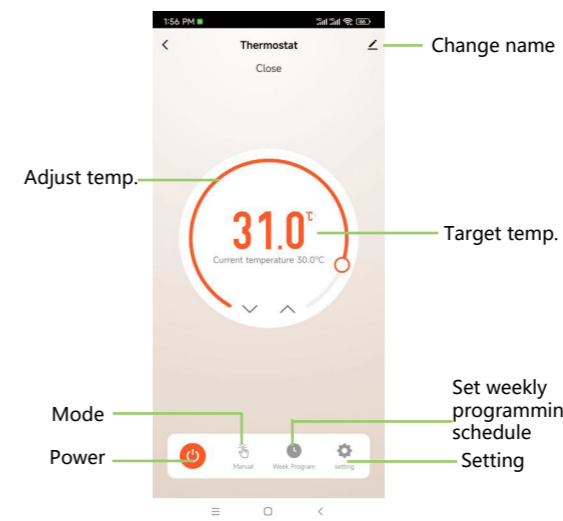 1:56 PM
66
Thermostat
Change name
Close
Adjust temp.
31.0℃
Target temp.
Current temperature 30.0°C
Set weekly
programmin
schedule
Mode
Power
Setting
Manual
Week Program
setting